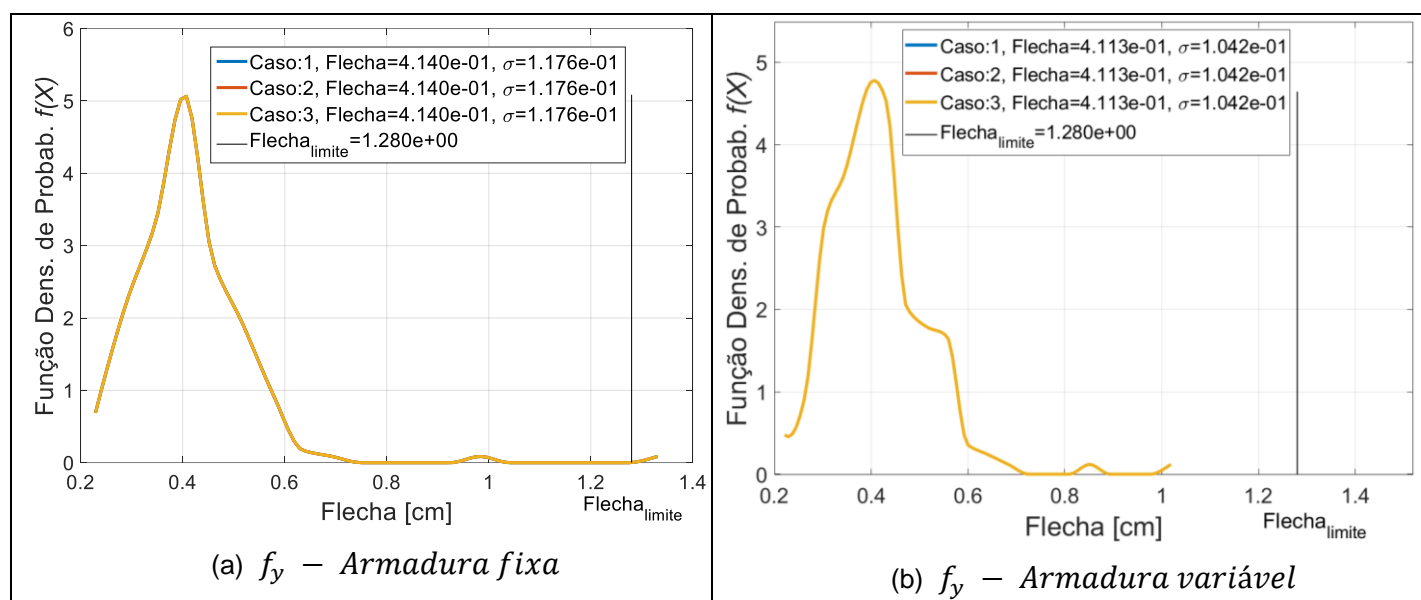 6
5
4
3
2
1
0
Função Dens. de Probab. f(X)
Caso:1, Flecha=4.140e-01, σ=1.176e-01
Caso:2, Flecha=4.140e-01, σ=1.176e-01
Caso:3, Flecha=4.140e-01, σ=1.176e-01
Flecha_limite=1.280e+00
0.2 0.4 0.6 0.8 1 1.2 1.4
Flecha_limite
Flecha [cm]
(a) f_y − Armadura fixa
5
4
3
2
1
0
Função Dens. de Probab. f(X)
Caso:1, Flecha=4.113e-01, σ=1.042e-01
Caso:2, Flecha=4.113e-01, σ=1.042e-01
Caso:3, Flecha=4.113e-01, σ=1.042e-01
Flecha_limite=1.280e+00
0.2 0.4 0.6 0.8 1 1.2 1.4
Flecha_limite
Flecha [cm]
(b) f_y − Armadura variável